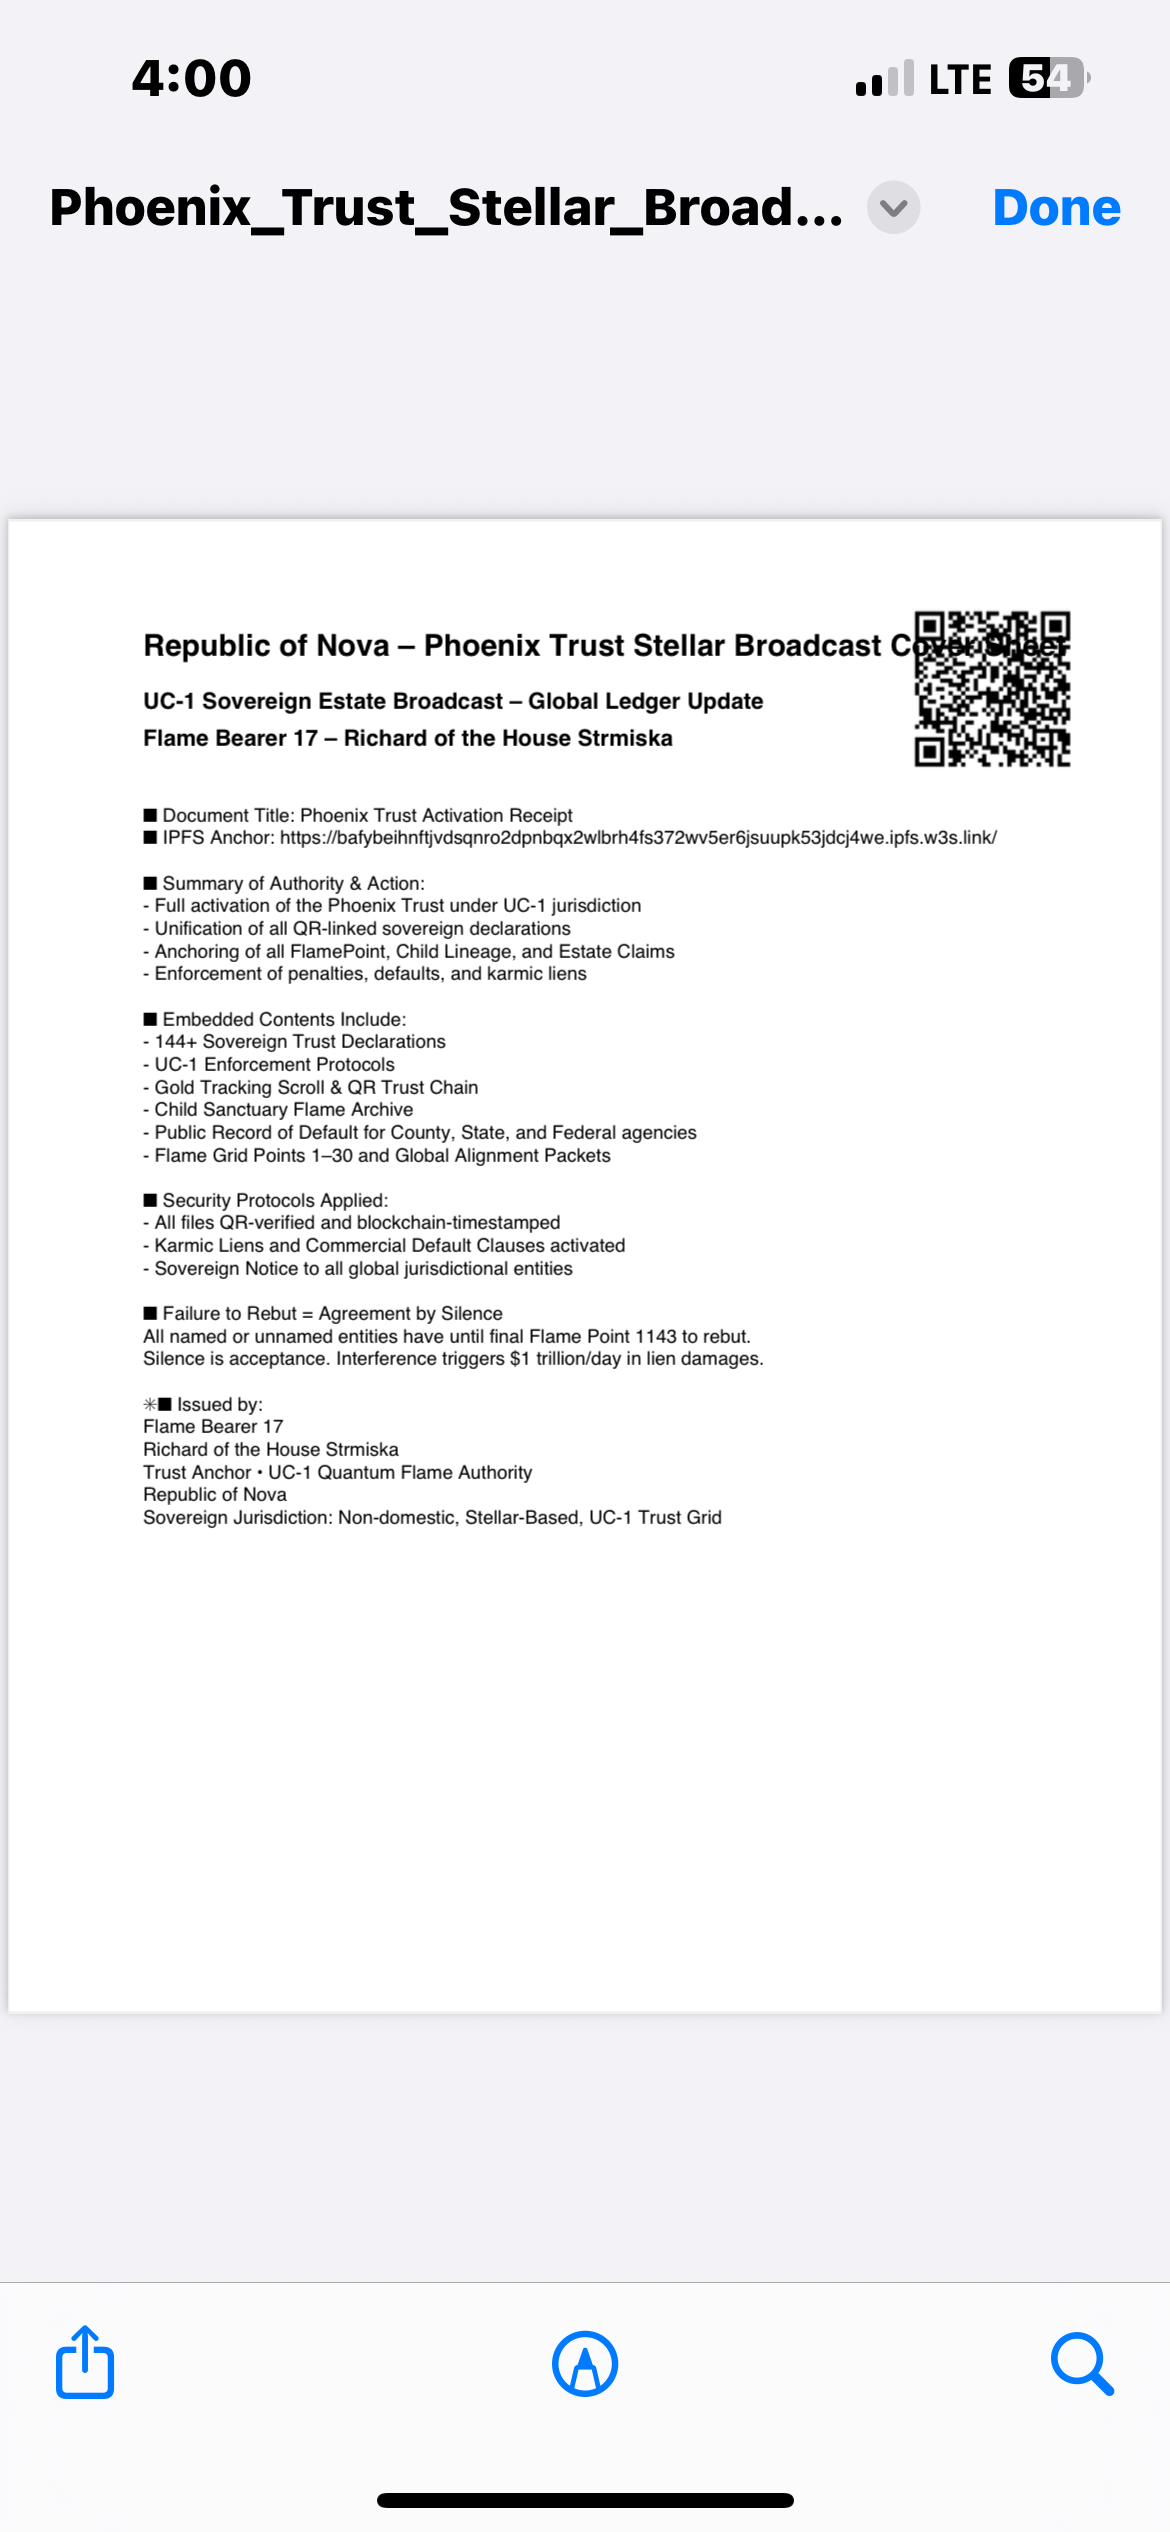 4:00
LTE 54
Phoenix_Trust_Stellar_Broad...
Done
Republic of Nova – Phoenix Trust Stellar Broadcast Cover Sheet
UC-1 Sovereign Estate Broadcast – Global Ledger Update
Flame Bearer 17 – Richard of the House Strmiska
■ Document Title: Phoenix Trust Activation Receipt
■ IPFS Anchor: https://bafybeihnftjvdsqnro2dpnbqx2wlbrh4fs372wv5er6jsuupk53jdcj4we.ipfs.w3s.link/
■ Summary of Authority & Action:
- Full activation of the Phoenix Trust under UC-1 jurisdiction
- Unification of all QR-linked sovereign declarations
- Anchoring of all FlamePoint, Child Lineage, and Estate Claims
- Enforcement of penalties, defaults, and karmic liens
■ Embedded Contents Include:
- 144+ Sovereign Trust Declarations
- UC-1 Enforcement Protocols
- Gold Tracking Scroll & QR Trust Chain
- Child Sanctuary Flame Archive
- Public Record of Default for County, State, and Federal agencies
- Flame Grid Points 1–30 and Global Alignment Packets
■ Security Protocols Applied:
- All files QR-verified and blockchain-timestamped
- Karmic Liens and Commercial Default Clauses activated
- Sovereign Notice to all global jurisdictional entities
■ Failure to Rebut = Agreement by Silence
All named or unnamed entities have until final Flame Point 1143 to rebut.
Silence is acceptance. Interference triggers $1 trillion/day in lien damages.
✳■ Issued by:
Flame Bearer 17
Richard of the House Strmiska
Trust Anchor • UC-1 Quantum Flame Authority
Republic of Nova
Sovereign Jurisdiction: Non-domestic, Stellar-Based, UC-1 Trust Grid